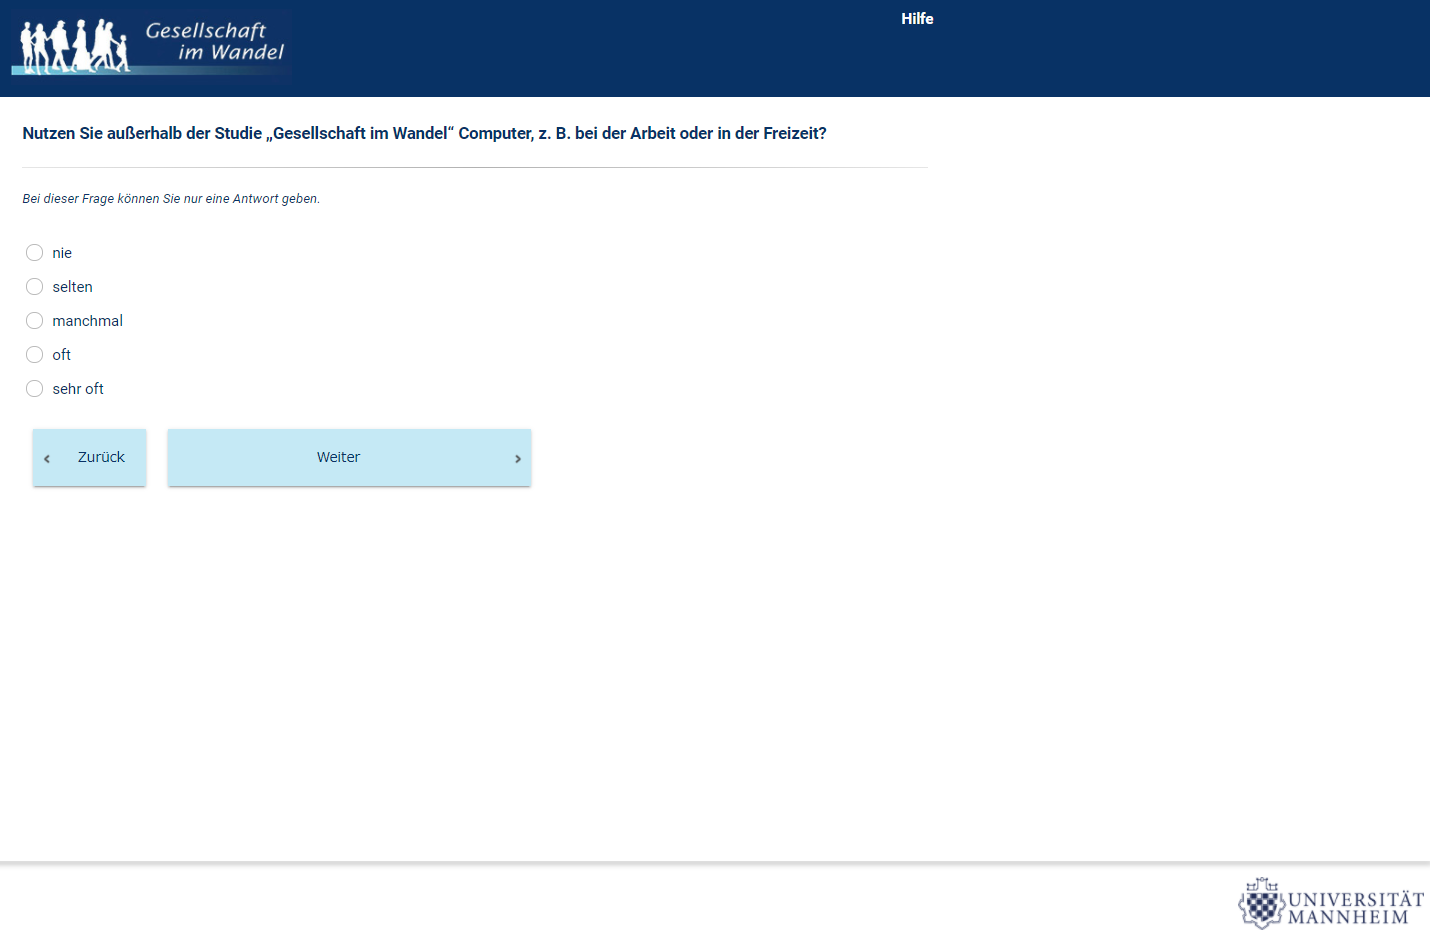 Gesellschaft
im Wandel
Hilfe
Nutzen Sie außerhalb der Studie „Gesellschaft im Wandel“ Computer, z. B. bei der Arbeit oder in der Freizeit?
Bei dieser Frage können Sie nur eine Antwort geben.
nie
selten
manchmal
oft
sehr oft
Zurück
Weiter
UNIVERSITÄT
MANNHEIM